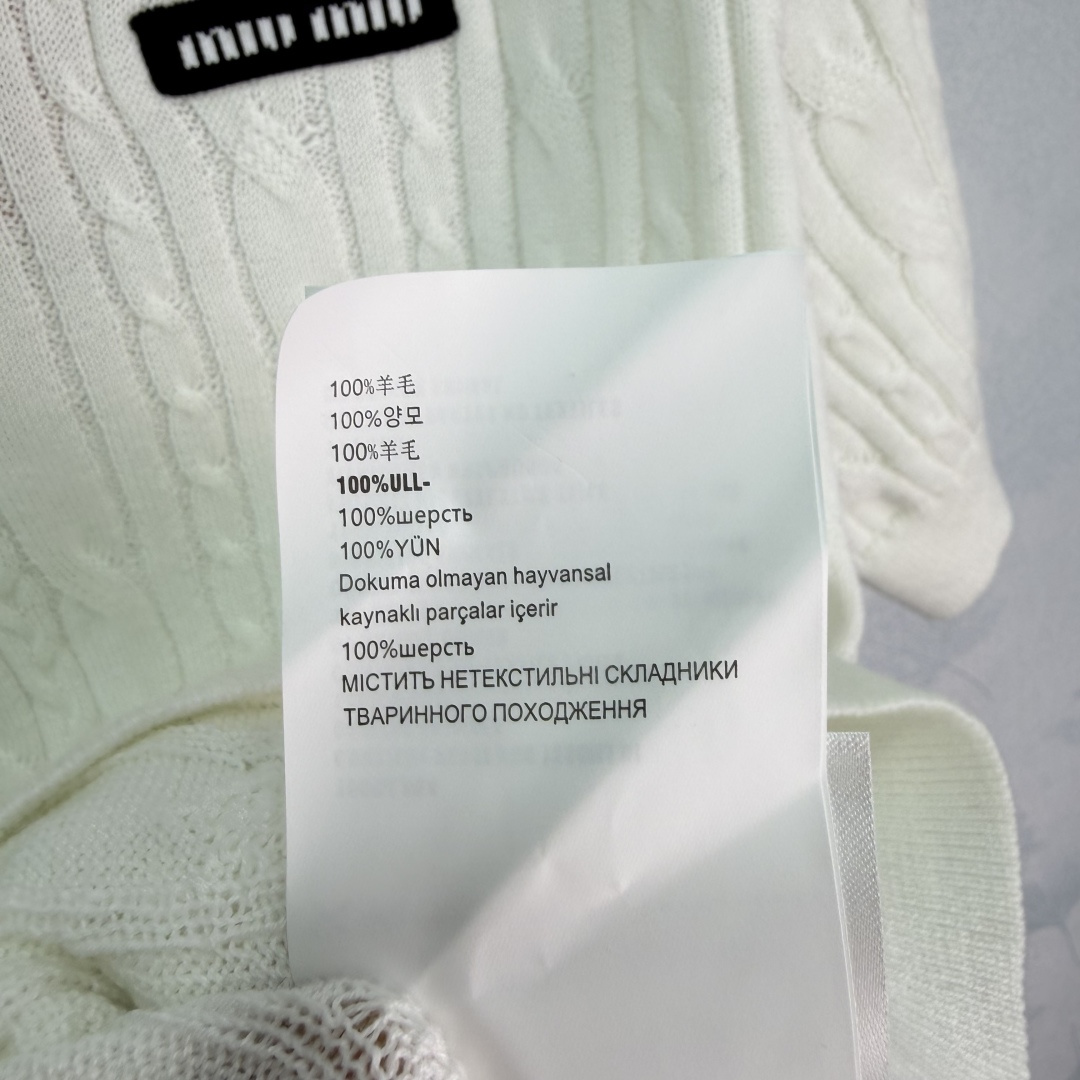 miu miu
100%羊毛
100%양모
100%羊毛
100%ULL-
100%шерсть
100%YÜN
Dokuma olmayan hayvansal
kaynaklı parçalar içerir
100%шерсть
МІСТИТЬ НЕТЕКСТИЛЬНІ СКЛАДНИКИ
ТВАРИННОГО ПОХОДЖЕННЯ